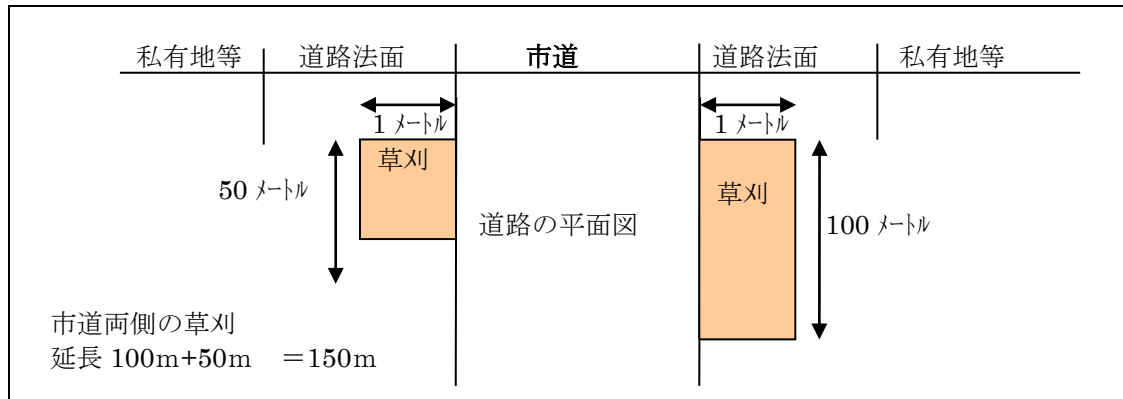 私有地等 道路法面 市道 道路法面 私有地等
1 ﾒｰﾄﾙ 1 ﾒｰﾄﾙ
草刈
50 ﾒｰﾄﾙ 草刈
道路の平面図 100 ﾒｰﾄﾙ
市道両側の草刈
延長 100m+50m =150m